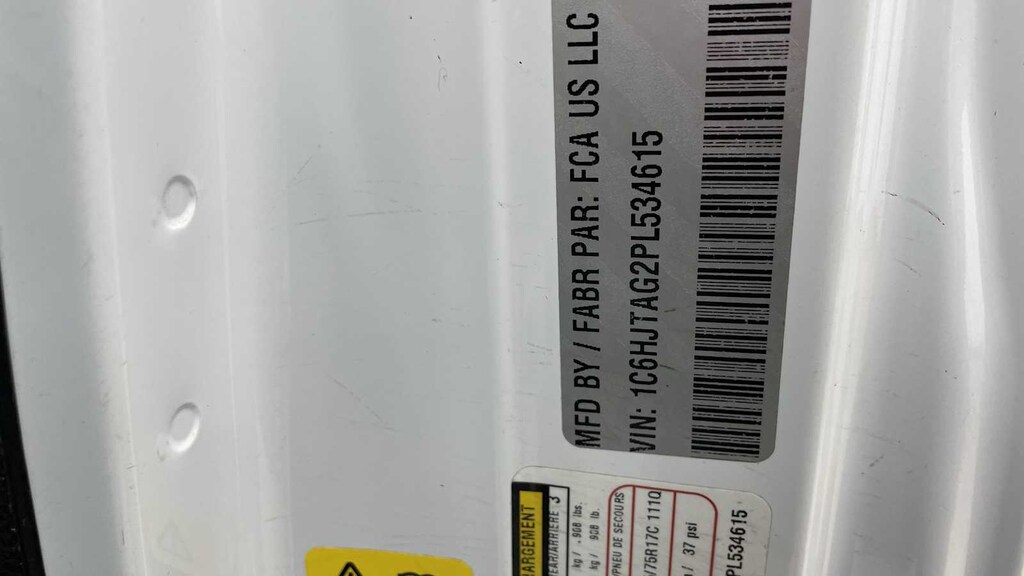 MFD BY / FABR PAR: FCA US LLC
VIN: 1C6HJTAG2PL534615
ARGEMENT
ARRIERE 3
kg / 908 lbs.
kg / 908 lb.
PNEU DE SECOURS
/75R17C 111Q
/ 37 psi
PL534615